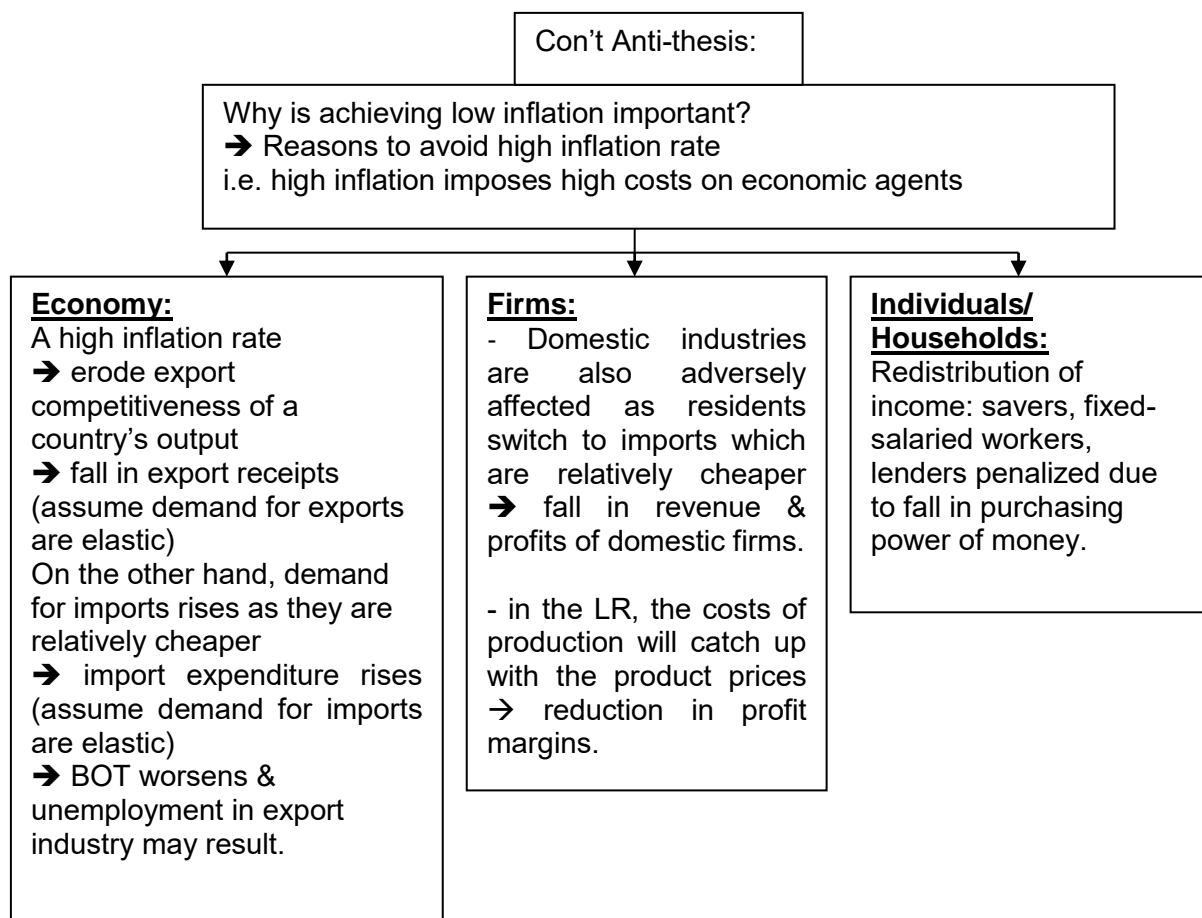 Con't Anti-thesis:
Why is achieving low inflation important?
➔ Reasons to avoid high inflation rate
i.e. high inflation imposes high costs on economic agents
Economy:
A high inflation rate
➔ erode export
competitiveness of a
country's output
➔ fall in export receipts
(assume demand for exports
are elastic)
On the other hand, demand
for imports rises as they are
relatively cheaper
➔ import expenditure rises
(assume demand for imports
are elastic)
➔ BOT worsens &
unemployment in export
industry may result.
Firms:
- Domestic industries
are also adversely
affected as residents
switch to imports which
are relatively cheaper
➔ fall in revenue &
profits of domestic firms.
- in the LR, the costs of
production will catch up
with the product prices
→ reduction in profit
margins.
Individuals/
Households:
Redistribution of
income: savers, fixed-
salaried workers,
lenders penalized due
to fall in purchasing
power of money.